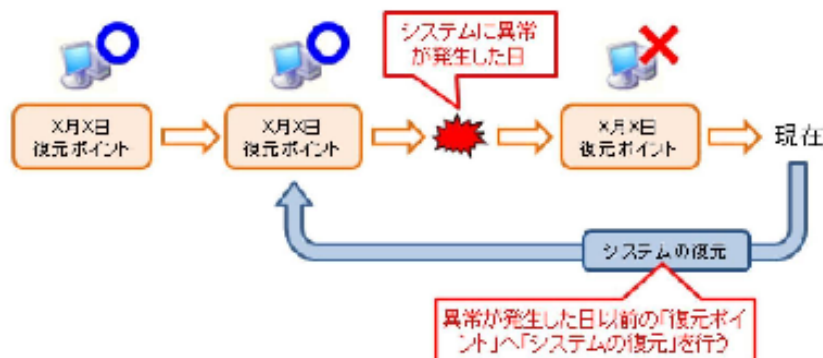 システムに異常
が発生した日
X月X日
復元ポイント
X月X日
復元ポイント
X月X日
復元ポイント
現在
システムの復元
異常が発生した日以前の「復元ポイ
ント」へ「システムの復元」を行う